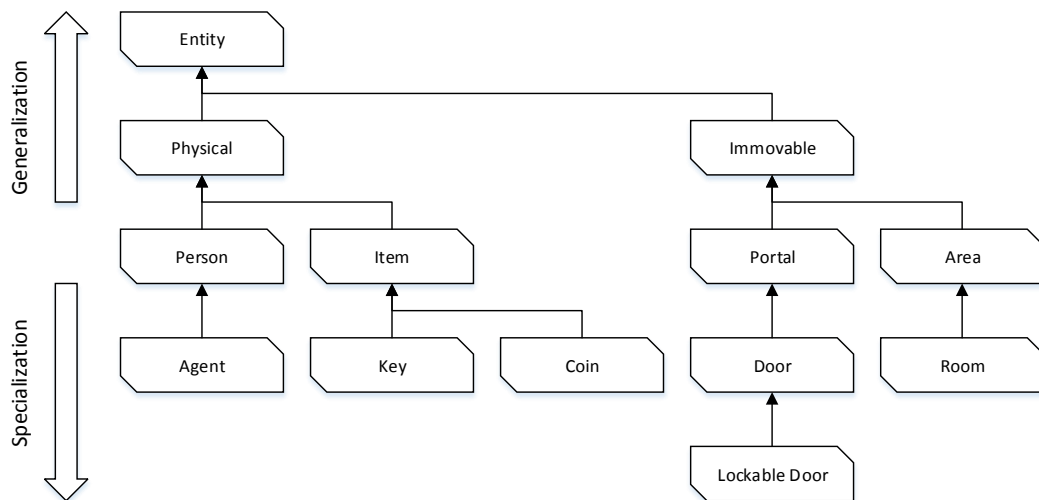 Generalization
Specialization
Entity
Physical
Immovable
Person
Item
Portal
Area
Agent
Key
Coin
Door
Room
Lockable Door